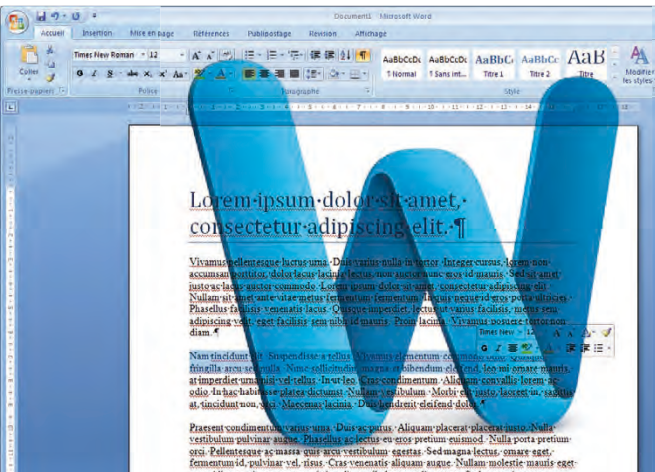 Document1 Microsoft Word
Accueil Insertion Mise en page Références Publipostage Révision Affichage
Times New Roman 12
AaBbCcDc AaBbCcDc AaBbC AaBbCc AaB
Coller
G I S abc
¶ Normal ¶ Sans int... Titre 1 Titre 2 Titre
Modifier
les styles
Presse-papiers Police Paragraphe Style
Lorem·ipsum·dolor·sit·amet,·
consectetur·adipiscing·elit.·¶
Vivamus·pellentesque·luctus·urna.·Duis·varius·nulla·in·tortor.·Integer·cursus,·lorem·non·
accumsan·porttitor,·dolor·lacus·lacinia·lectus,·non·auctor·nunc·eros·id·mauris.·Sed·sit·amet·
justo·ac·lacus·auctor·commodo.·Lorem·ipsum·dolor·sit·amet,·consectetur·adipiscing·elit.·
Nullam·sit·amet·ante·vitae·metus·fermentum·fermentum.·In·quis·neque·id·eros·porta·ultricies.·
Phasellus·facilisis·venenatis·lacus.·Quisque·imperdiet,·lectus·ut·varius·facilisis,·metus·sem·
adipiscing·velit,·eget·facilisis·sem·nibh·id·mauris.·Proin·lacinia.·Vivamus·posuere·tortor·non·
diam.¶
Times New 12
G I
Nam·tincidunt·elit.·Suspendisse·a·tellus.·Vivamus·elementum·commodo
fringilla·arcu·sed·nulla.·Nunc·sollicitudin·magna·et·bibendum·eleifend,·leo·mi·ornare·mauris,·
at·imperdiet·urna·nisi·vel·tellus.·In·ut·leo.·Cras·condimentum.·Aliquam·convallis·lorem·ac·
odio.·In·hac·habitasse·platea·dictumst.·Nullam·vestibulum.·Morbi·est·justo,·laoreet·in,·sagittis·
at,·tincidunt·non,·orci.·Maecenas·lacinia.·Duis·hendrerit·eleifend·dolor.¶
Praesent·condimentum·varius·urna.·Duis·ac·purus.·Aliquam·placerat·placerat·justo.·Nulla·
vestibulum·pulvinar·augue.·Phasellus·ac·lectus·eu·eros·pretium·euismod.·Nulla·porta·pretium·
orci.·Pellentesque·ac·massa·quis·arcu·vestibulum·egestas.·Sed·magna·lectus,·ornare·eget,·
fermentum·id,·pulvinar·vel,·risus.·Cras·venenatis·aliquam·augue.·Nullam·molestie·mauris·eget·